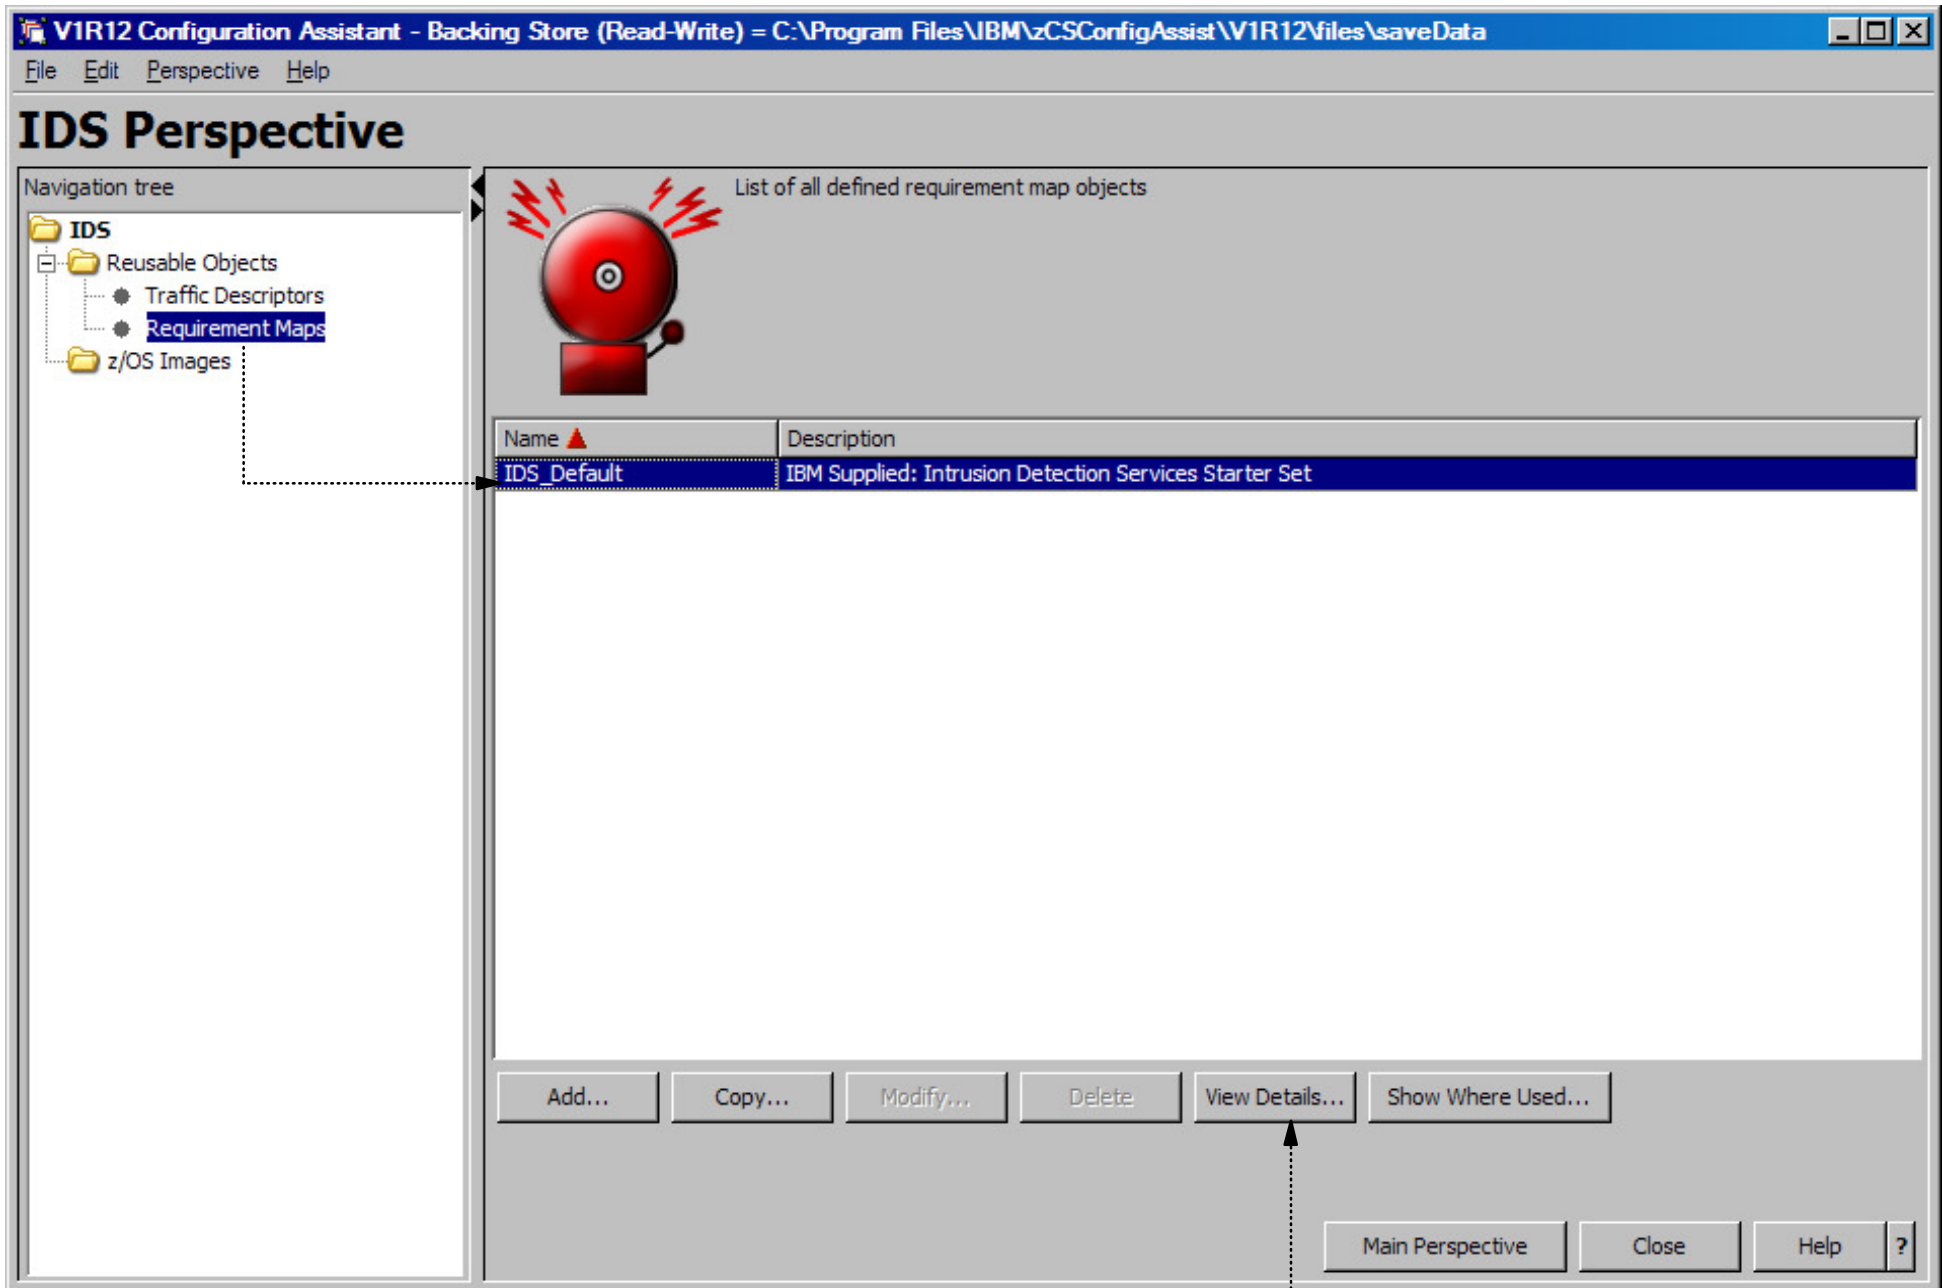 V1R12 Configuration Assistant - Backing Store (Read-Write) = C:\Program Files\IBM\zCSConfigAssist\V1R12\files\saveData
File Edit Perspective Help
IDS Perspective
Navigation tree
IDS
Reusable Objects
Traffic Descriptors
Requirement Maps
z/OS Images
List of all defined requirement map objects
Name Description
IDS_Default IBM Supplied: Intrusion Detection Services Starter Set
Add... Copy... Modify... Delete View Details... Show Where Used...
Main Perspective Close Help ?